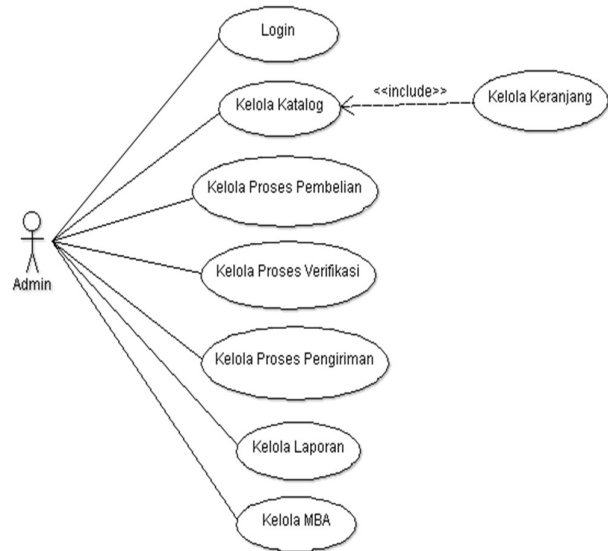 Login
Kelola Katalog
<<include>>
Kelola Keranjang
Kelola Proses Pembelian
Kelola Proses Verifikasi
Admin
Kelola Proses Pengiriman
Kelola Laporan
Kelola MBA